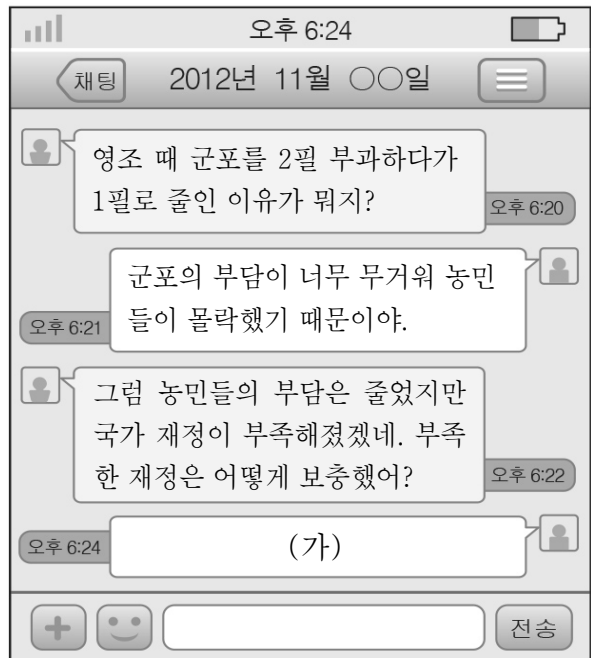 오후 6:24
채팅
2012년 11월 ○○일
영조 때 군포를 2필 부과하다가
1필로 줄인 이유가 뭐지?
오후 6:20
군포의 부담이 너무 무거워 농민
들이 몰락했기 때문이야.
오후 6:21
그럼 농민들의 부담은 줄었지만
국가 재정이 부족해졌겠네. 부족
한 재정은 어떻게 보충했어?
오후 6:22
(가)
오후 6:24
전송